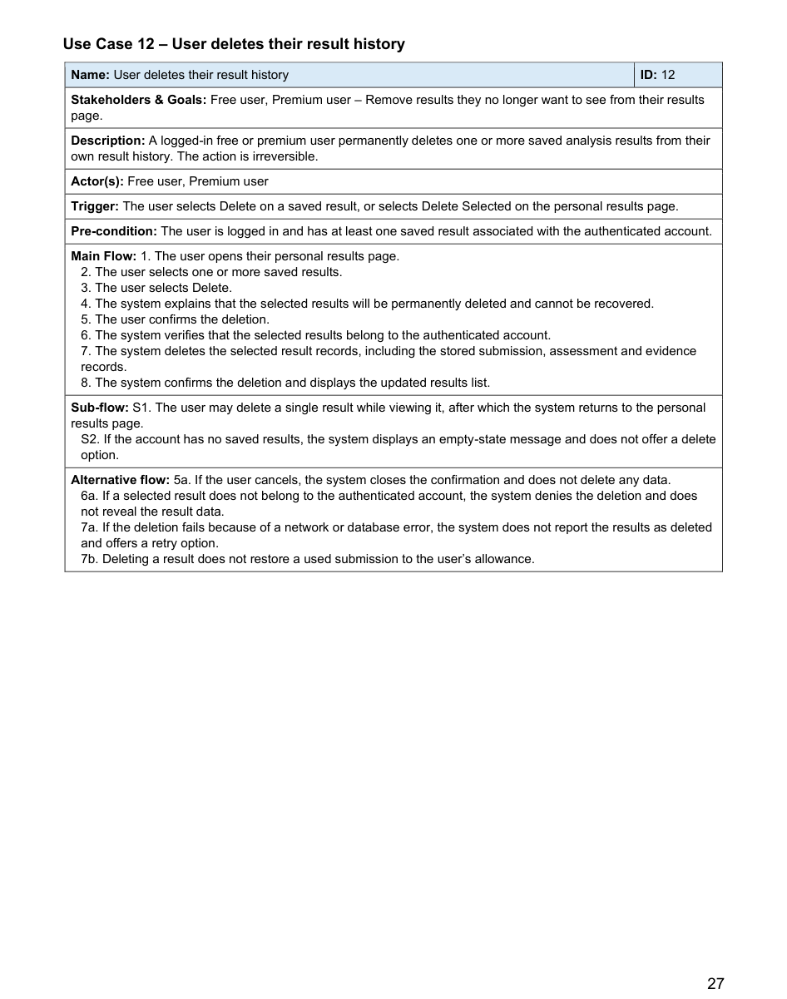 Use Case 12 – User deletes their result history
Name: User deletes their result history
ID: 12
Stakeholders & Goals: Free user, Premium user – Remove results they no longer want to see from their results
page.
Description: A logged-in free or premium user permanently deletes one or more saved analysis results from their
own result history. The action is irreversible.
Actor(s): Free user, Premium user
Trigger: The user selects Delete on a saved result, or selects Delete Selected on the personal results page.
Pre-condition: The user is logged in and has at least one saved result associated with the authenticated account.
Main Flow: 1. The user opens their personal results page.
2. The user selects one or more saved results.
3. The user selects Delete.
4. The system explains that the selected results will be permanently deleted and cannot be recovered.
5. The user confirms the deletion.
6. The system verifies that the selected results belong to the authenticated account.
7. The system deletes the selected result records, including the stored submission, assessment and evidence
records.
8. The system confirms the deletion and displays the updated results list.
Sub-flow: S1. The user may delete a single result while viewing it, after which the system returns to the personal
results page.
S2. If the account has no saved results, the system displays an empty-state message and does not offer a delete
option.
Alternative flow: 5a. If the user cancels, the system closes the confirmation and does not delete any data.
6a. If a selected result does not belong to the authenticated account, the system denies the deletion and does
not reveal the result data.
7a. If the deletion fails because of a network or database error, the system does not report the results as deleted
and offers a retry option.
7b. Deleting a result does not restore a used submission to the user’s allowance.
27